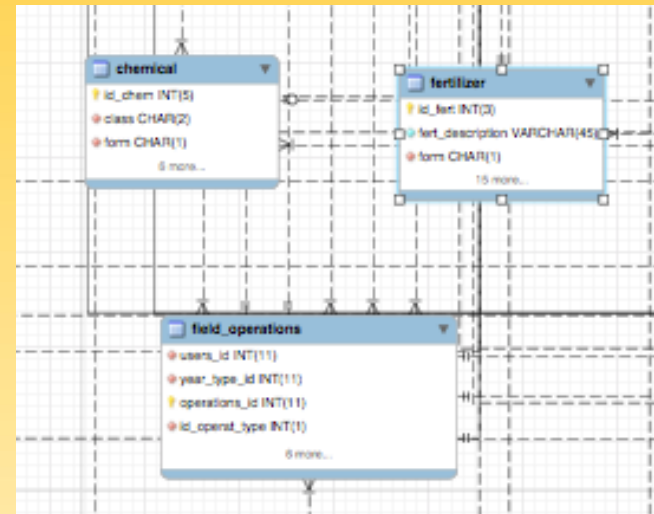 chemical
id_chem INT(5)
class CHAR(2)
form CHAR(1)
6 more...
fertilizer
id_fert INT(3)
fert_description VARCHAR(45)
form CHAR(1)
15 more...
field_operations
users_id INT(11)
year_type_id INT(11)
operations_id INT(11)
id_operat_type INT(1)
6 more...